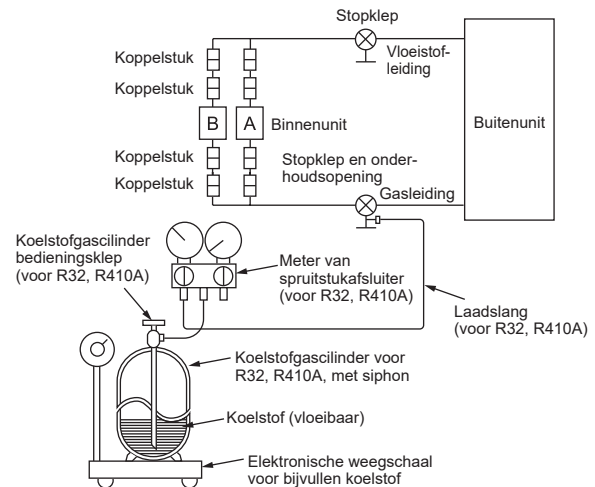 Stopklep
Koppelstuk
Vloeistof-
leiding
Koppelstuk
B
A
Binnenunit
Buitenunit
Koppelstuk
Stopklep en onder-
houdsopening
Koppelstuk
Gasleiding
Koelstofgascilinder
bedieningsklep
(voor R32, R410A)
Meter van
spruitstukafsluiter
(voor R32, R410A)
Laadslang
(voor R32, R410A)
Koelstofgascilinder voor
R32, R410A, met siphon
Koelstof (vloeibaar)
Elektronische weegschaal
voor bijvullen koelstof